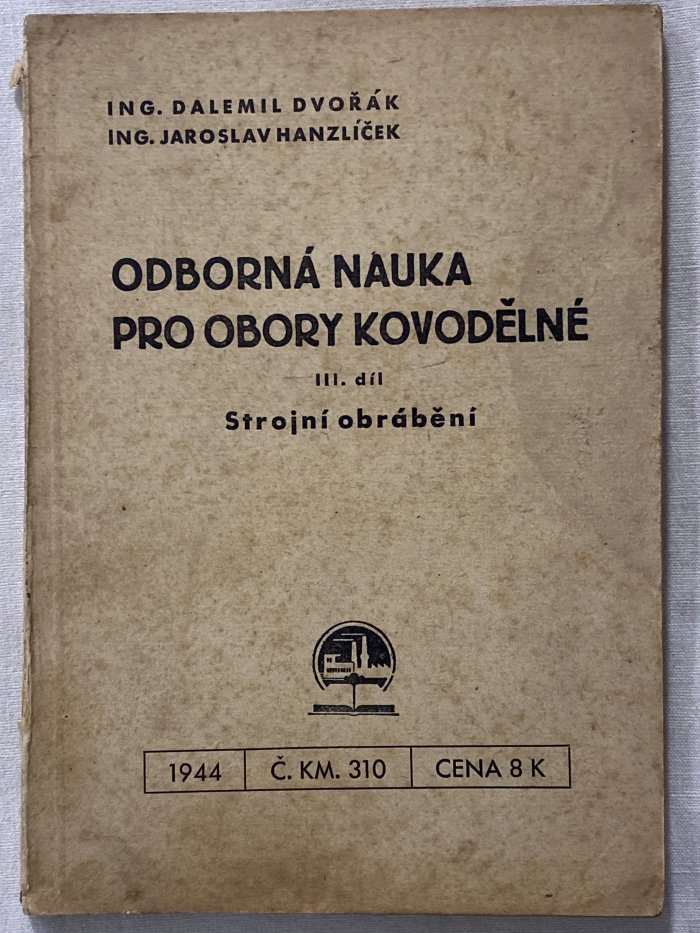 ING. DALEMIL DVOŘÁK
ING. JAROSLAV HANZLÍČEK
ODBORNÁ NAUKA
PRO OBORY KOVODĚLNÉ
III. díl
Strojní obrábění
1944 Č. KM. 310 CENA 8 K